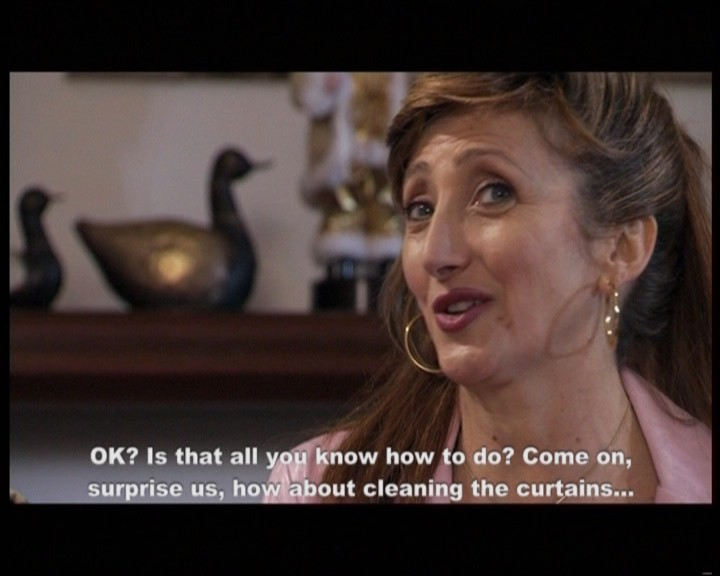 OK? Is that all you know how to do? Come on,
surprise us, how about cleaning the curtains...